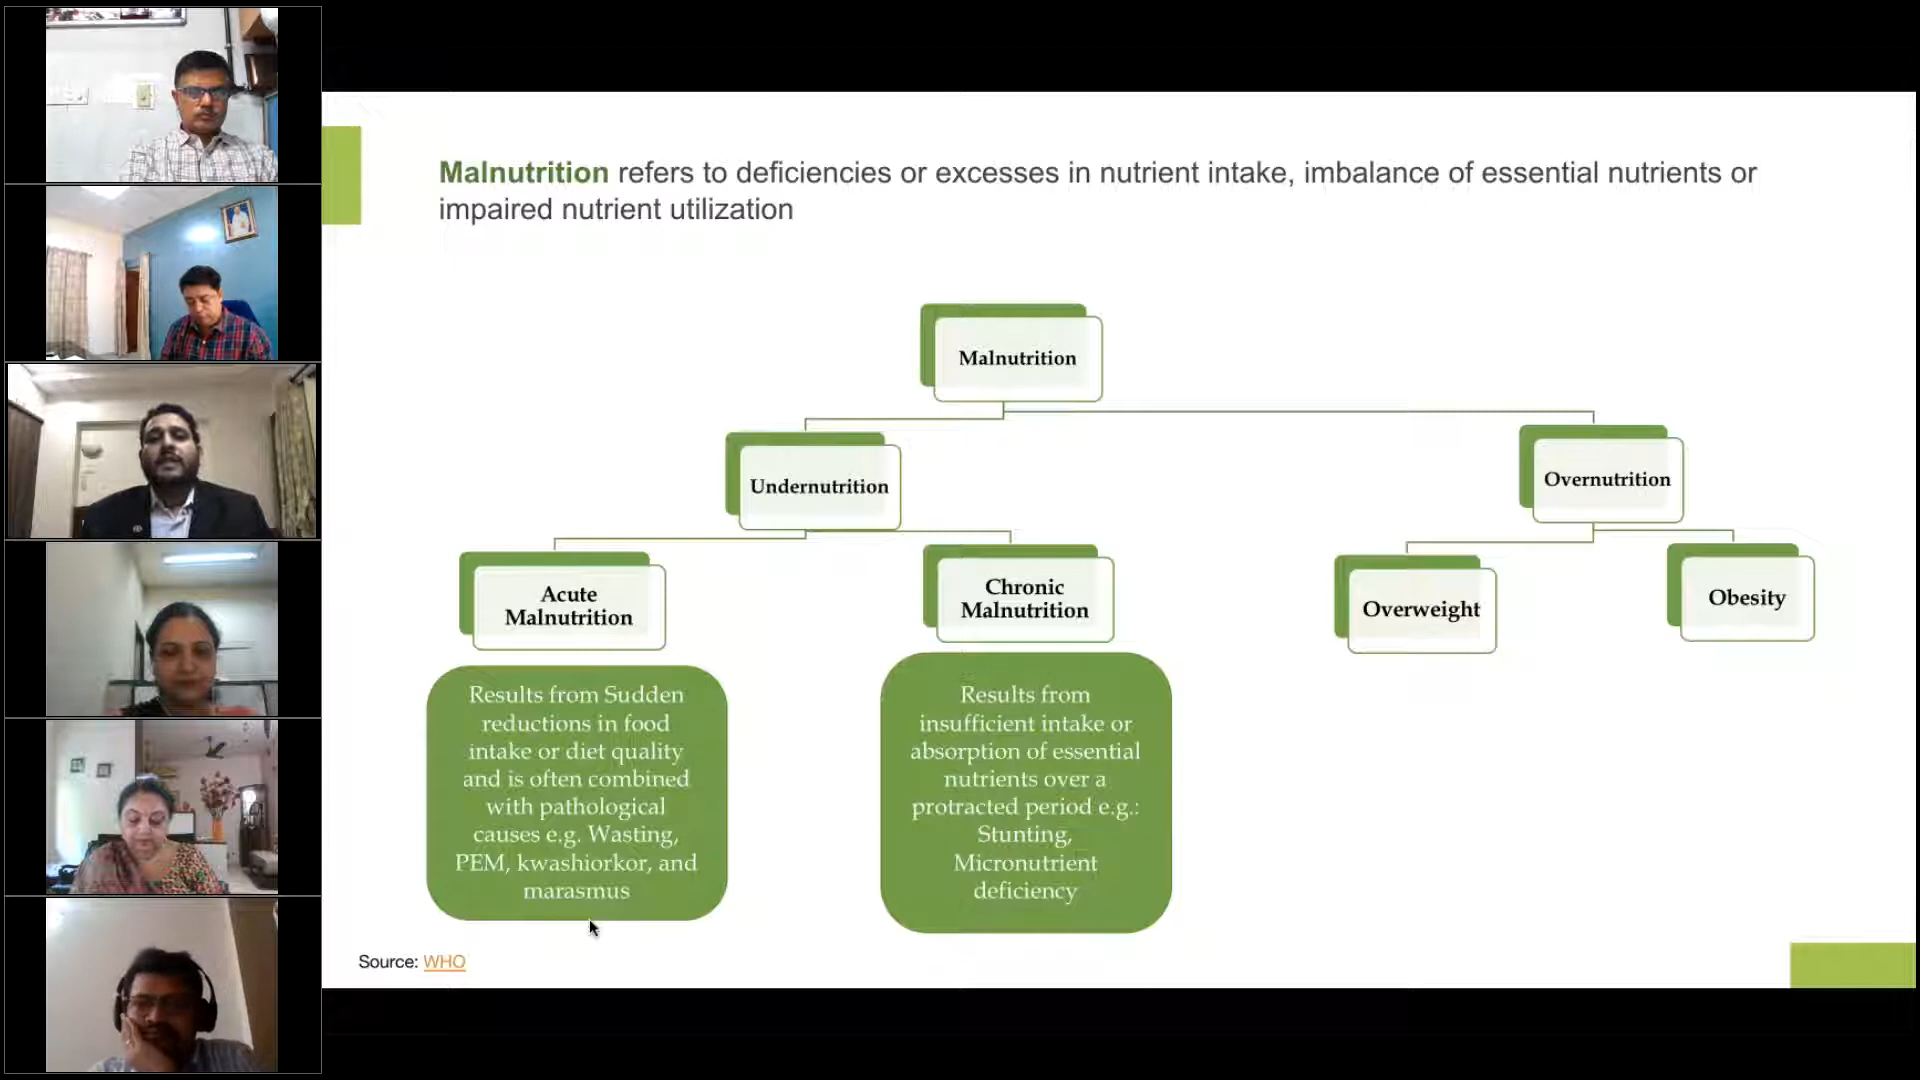 Malnutrition refers to deficiencies or excesses in nutrient intake, imbalance of essential nutrients or
impaired nutrient utilization
Malnutrition
Undernutrition
Overnutrition
Acute
Malnutrition
Chronic
Malnutrition
Overweight
Obesity
Results from Sudden
reductions in food
intake or diet quality
and is often combined
with pathological
causes e.g. Wasting,
PEM, kwashiorkor, and
marasmus
Results from
insufficient intake or
absorption of essential
nutrients over a
protracted period e.g.:
Stunting,
Micronutrient
deficiency
Source: WHO